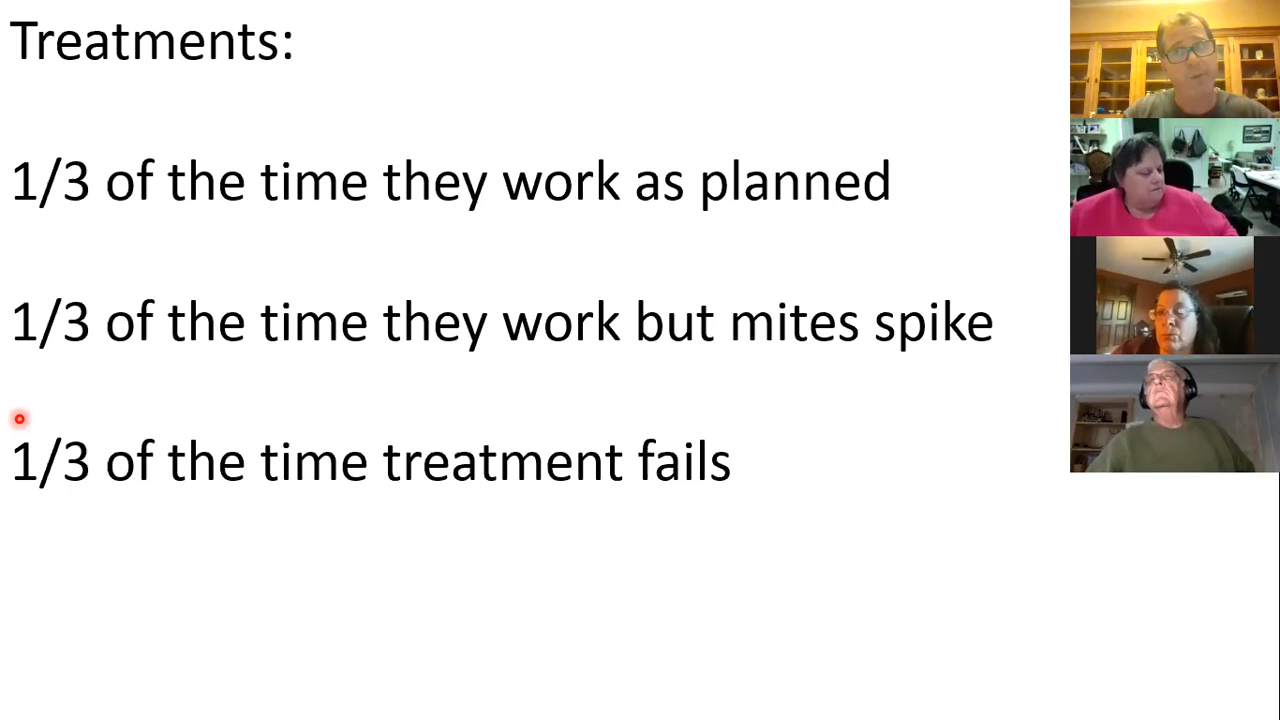 Treatments:
1/3 of the time they work as planned
1/3 of the time they work but mites spike
1/3 of the time treatment fails